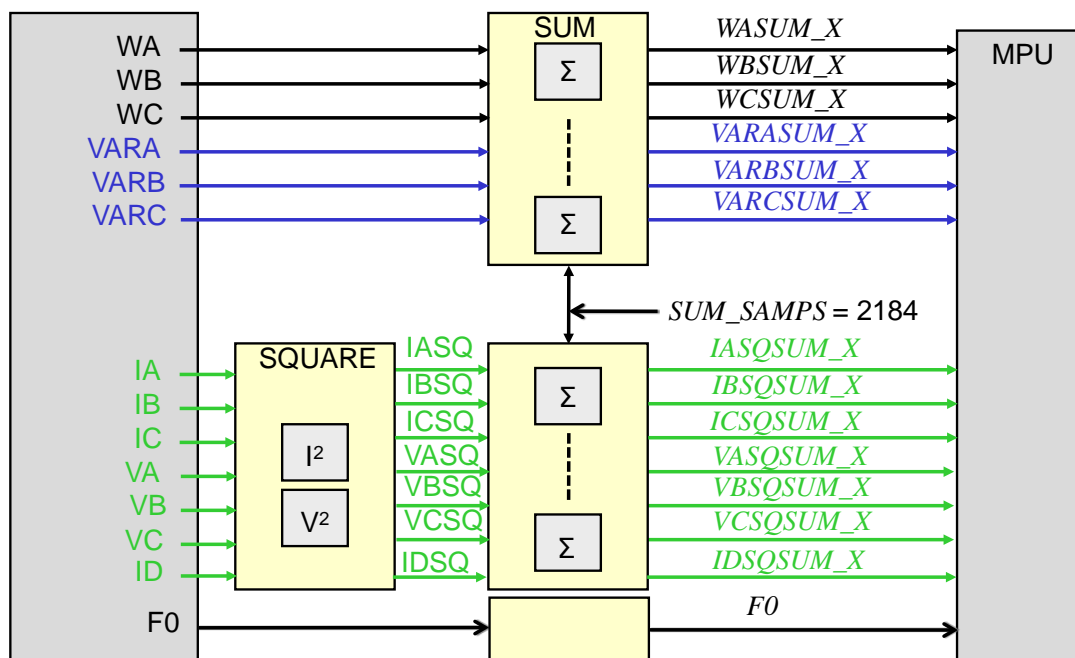 SUM
MPU
WA
Σ
WASUM_X
WB
WBSUM_X
WC
WCSUM_X
VARA
VARASUM_X
VARB
VARBSUM_X
VARC
Σ
VARCSUM_X
SUM_SAMPS = 2184
SQUARE
IA
IASQ
IASQSUM_X
IB
IBSQ
Σ
IBSQSUM_X
IC
I²
ICSQ
ICSQSUM_X
VA
VASQ
VASQSUM_X
VB
V²
VBSQ
VBSQSUM_X
VC
VCSQ
Σ
VCSQSUM_X
ID
IDSQ
IDSQSUM_X
F0
F0